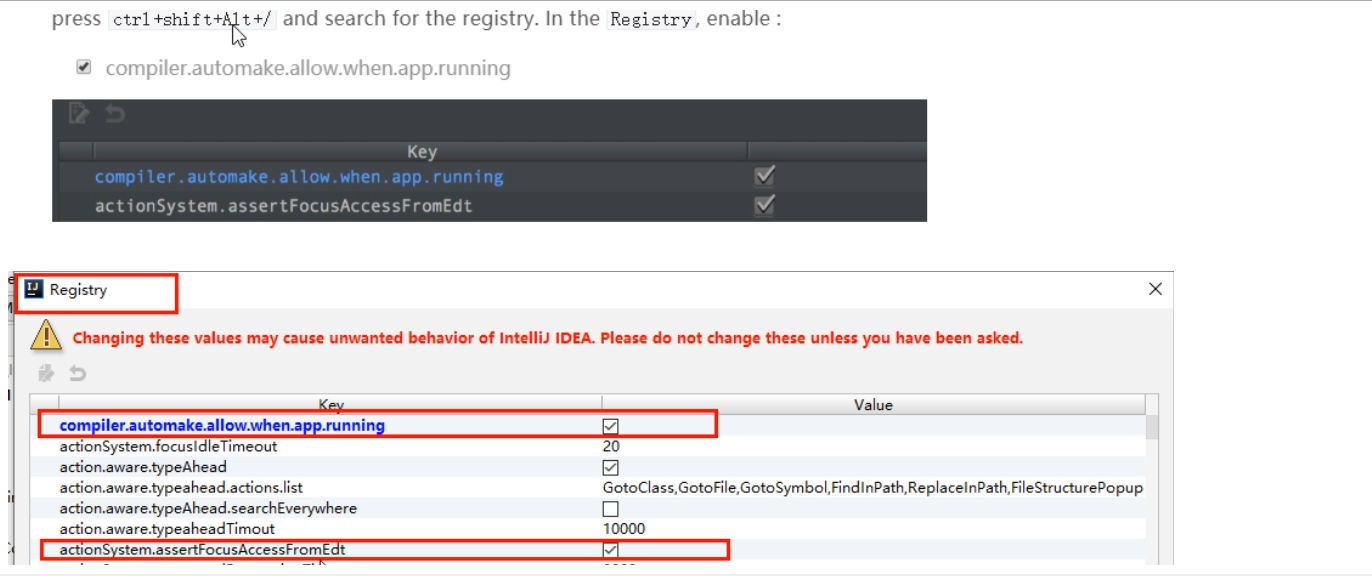 press ctrl+shift+Alt+/ and search for the registry. In the Registry, enable :
compiler.automake.allow.when.app.running
Key
compiler.automake.allow.when.app.running
actionSystem.assertFocusAccessFromEdt
Registry
Changing these values may cause unwanted behavior of IntelliJ IDEA. Please do not change these unless you have been asked.
Key Value
compiler.automake.allow.when.app.running
actionSystem.focusIdleTimeout 20
action.aware.typeAhead
action.aware.typeahead.actions.list GotoClass,GotoFile,GotoSymbol,FindInPath,ReplaceInPath,FileStructurePopup
action.aware.typeAhead.searchEverywhere
action.aware.typeaheadTimout 10000
actionSystem.assertFocusAccessFromEdt